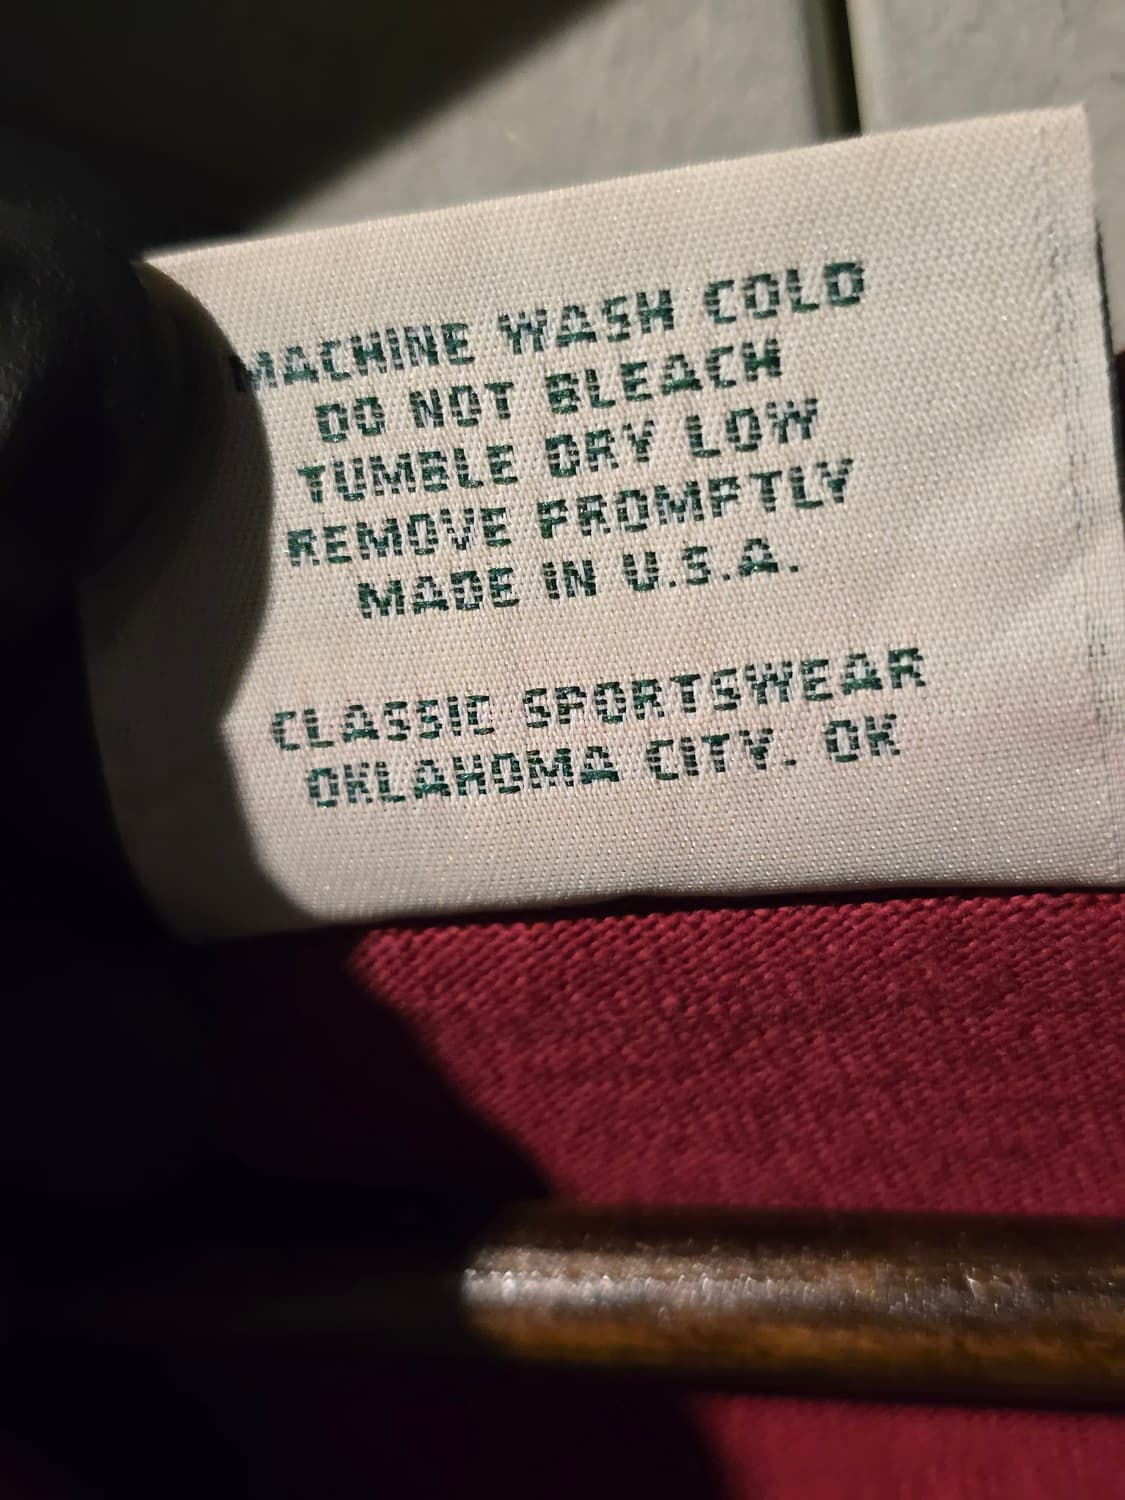 MACHINE WASH COLD
DO NOT BLEACH
TUMBLE DRY LOW
REMOVE PROMPTLY
MADE IN U.S.A.
CLASSIC SPORTSWEAR
OKLAHOMA CITY. OK